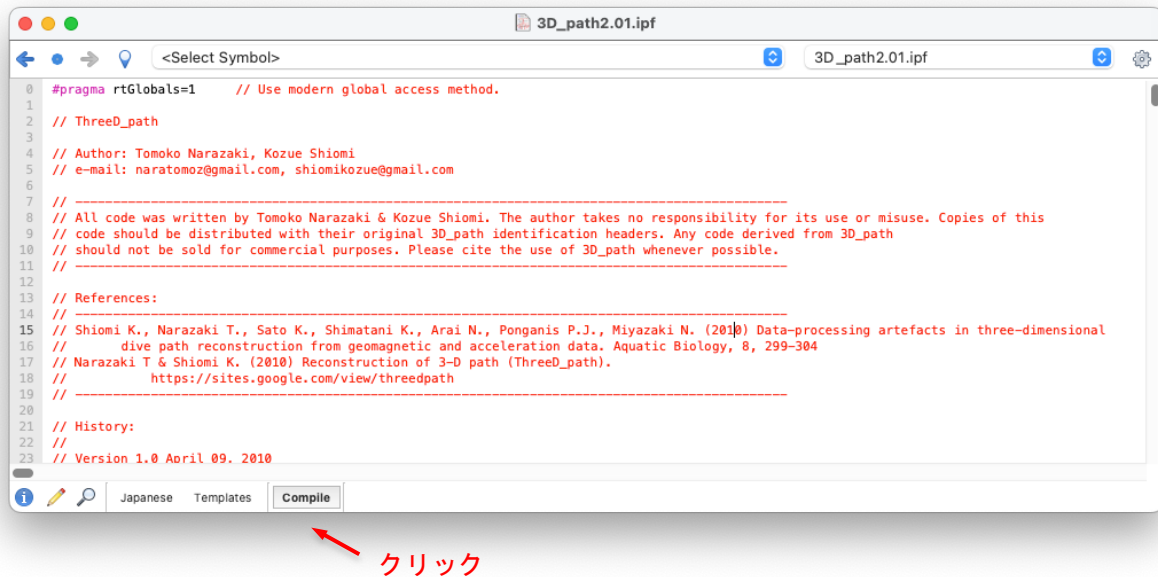 3D_path2.01.ipf
<Select Symbol>
3D_path2.01.ipf
0 #pragma rtGlobals=1 // Use modern global access method.
1
2 // ThreeD_path
3
4 // Author: Tomoko Narazaki, Kozue Shiomi
5 // e-mail: naratomoz@gmail.com, shiomikozue@gmail.com
6
7 // -----------------------------------------------------------------------------------------------
8 // All code was written by Tomoko Narazaki & Kozue Shiomi. The author takes no responsibility for its use or misuse. Copies of this
9 // code should be distributed with their original 3D_path identification headers. Any code derived from 3D_path
10 // should not be sold for commercial purposes. Please cite the use of 3D_path whenever possible.
11 // -----------------------------------------------------------------------------------------------
12
13 // References:
14 // -----------------------------------------------------------------------------------------------
15 // Shiomi K., Narazaki T., Sato K., Shimatani K., Arai N., Ponganis P.J., Miyazaki N. (2010) Data-processing artefacts in three-dimensional
16 // dive path reconstruction from geomagnetic and acceleration data. Aquatic Biology, 8, 299-304
17 // Narazaki T & Shiomi K. (2010) Reconstruction of 3-D path (ThreeD_path).
18 // https://sites.google.com/view/threedpath
19 // -----------------------------------------------------------------------------------------------
20
21 // History:
22 //
23 // Version 1.0 April 09, 2010
Japanese Templates Compile
クリック